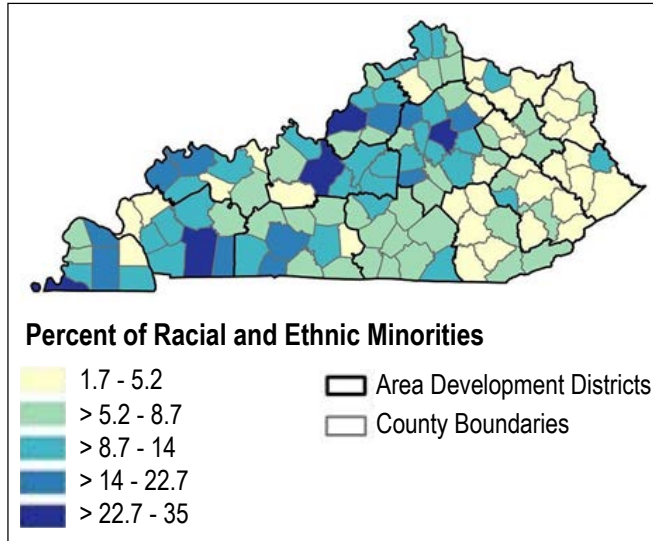 Percent of Racial and Ethnic Minorities
1.7 - 5.2
> 5.2 - 8.7
> 8.7 - 14
> 14 - 22.7
> 22.7 - 35
Area Development Districts
County Boundaries